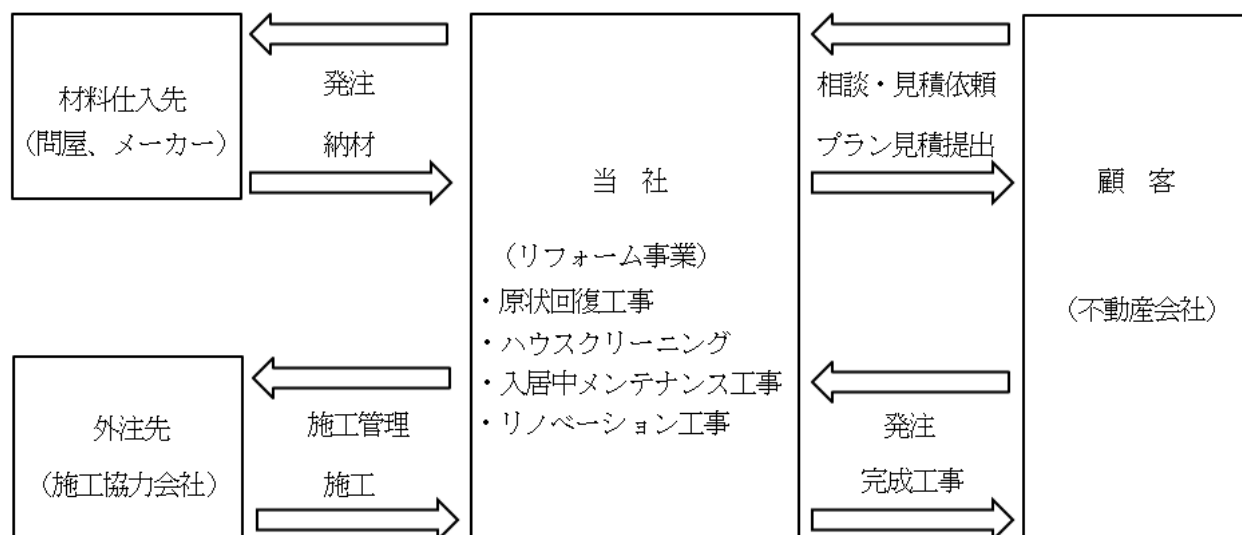 材料仕入先
（問屋、メーカー）
発注
納材
当　社
（リフォーム事業）
・原状回復工事
・ハウスクリーニング
・入居中メンテナンス工事
・リノベーション工事
相談・見積依頼
プラン見積提出
顧　客
（不動産会社）
外注先
（施工協力会社）
施工管理
施工
発注
完成工事